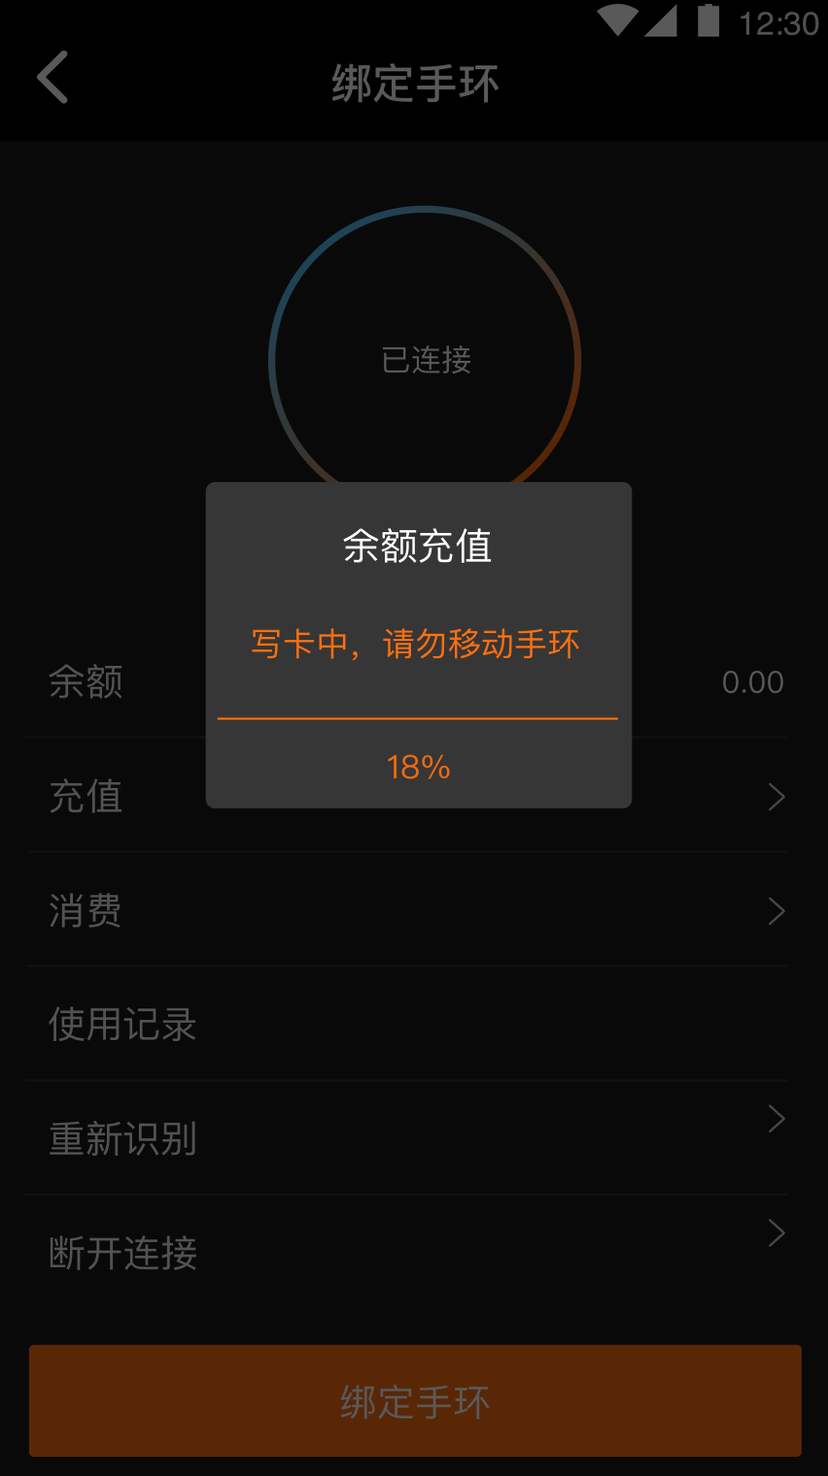 12:30
绑定手环
已连接
余额充值
写卡中，请勿移动手环
18%
余额
0.00
充值
消费
使用记录
重新识别
断开连接
绑定手环